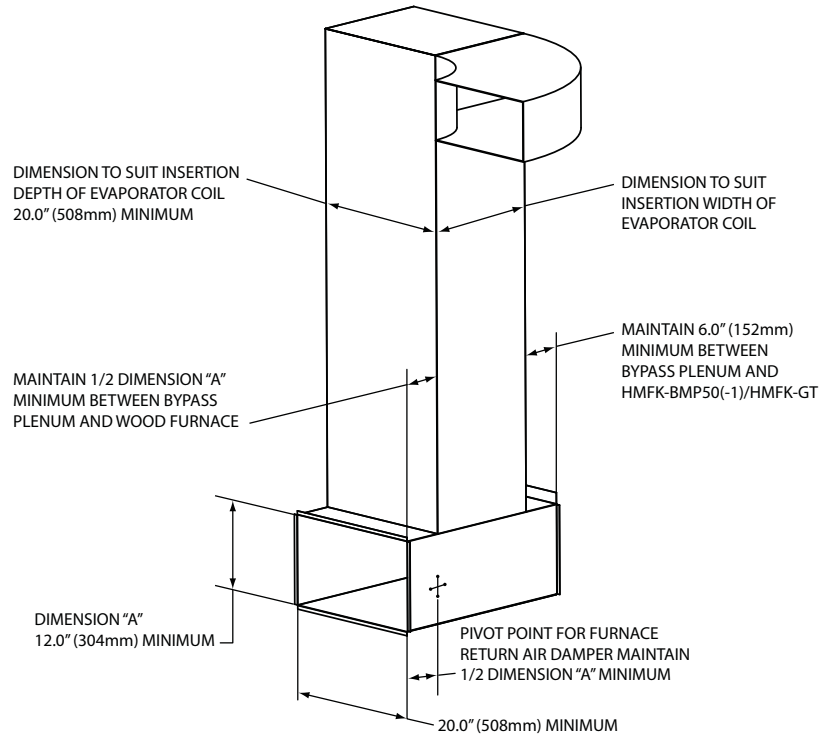 DIMENSION TO SUIT INSERTION
DEPTH OF EVAPORATOR COIL
20.0” (508mm) MINIMUM
DIMENSION TO SUIT
INSERTION WIDTH OF
EVAPORATOR COIL
MAINTAIN 6.0” (152mm)
MINIMUM BETWEEN
BYPASS PLENUM AND
HMFK-BMP50(-1)/HMFK-GT
MAINTAIN 1/2 DIMENSION “A”
MINIMUM BETWEEN BYPASS
PLENUM AND WOOD FURNACE
DIMENSION “A”
12.0” (304mm) MINIMUM
PIVOT POINT FOR FURNACE
RETURN AIR DAMPER MAINTAIN
1/2 DIMENSION “A” MINIMUM
20.0” (508mm) MINIMUM